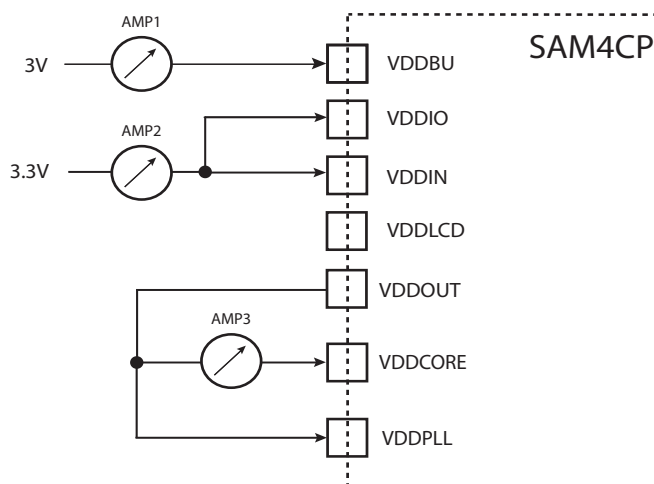 AMP1
SAM4CP
3V
VDDBU
VDDIO
AMP2
3.3V
VDDIN
VDDLCD
VDDOUT
AMP3
VDDCORE
VDDPLL